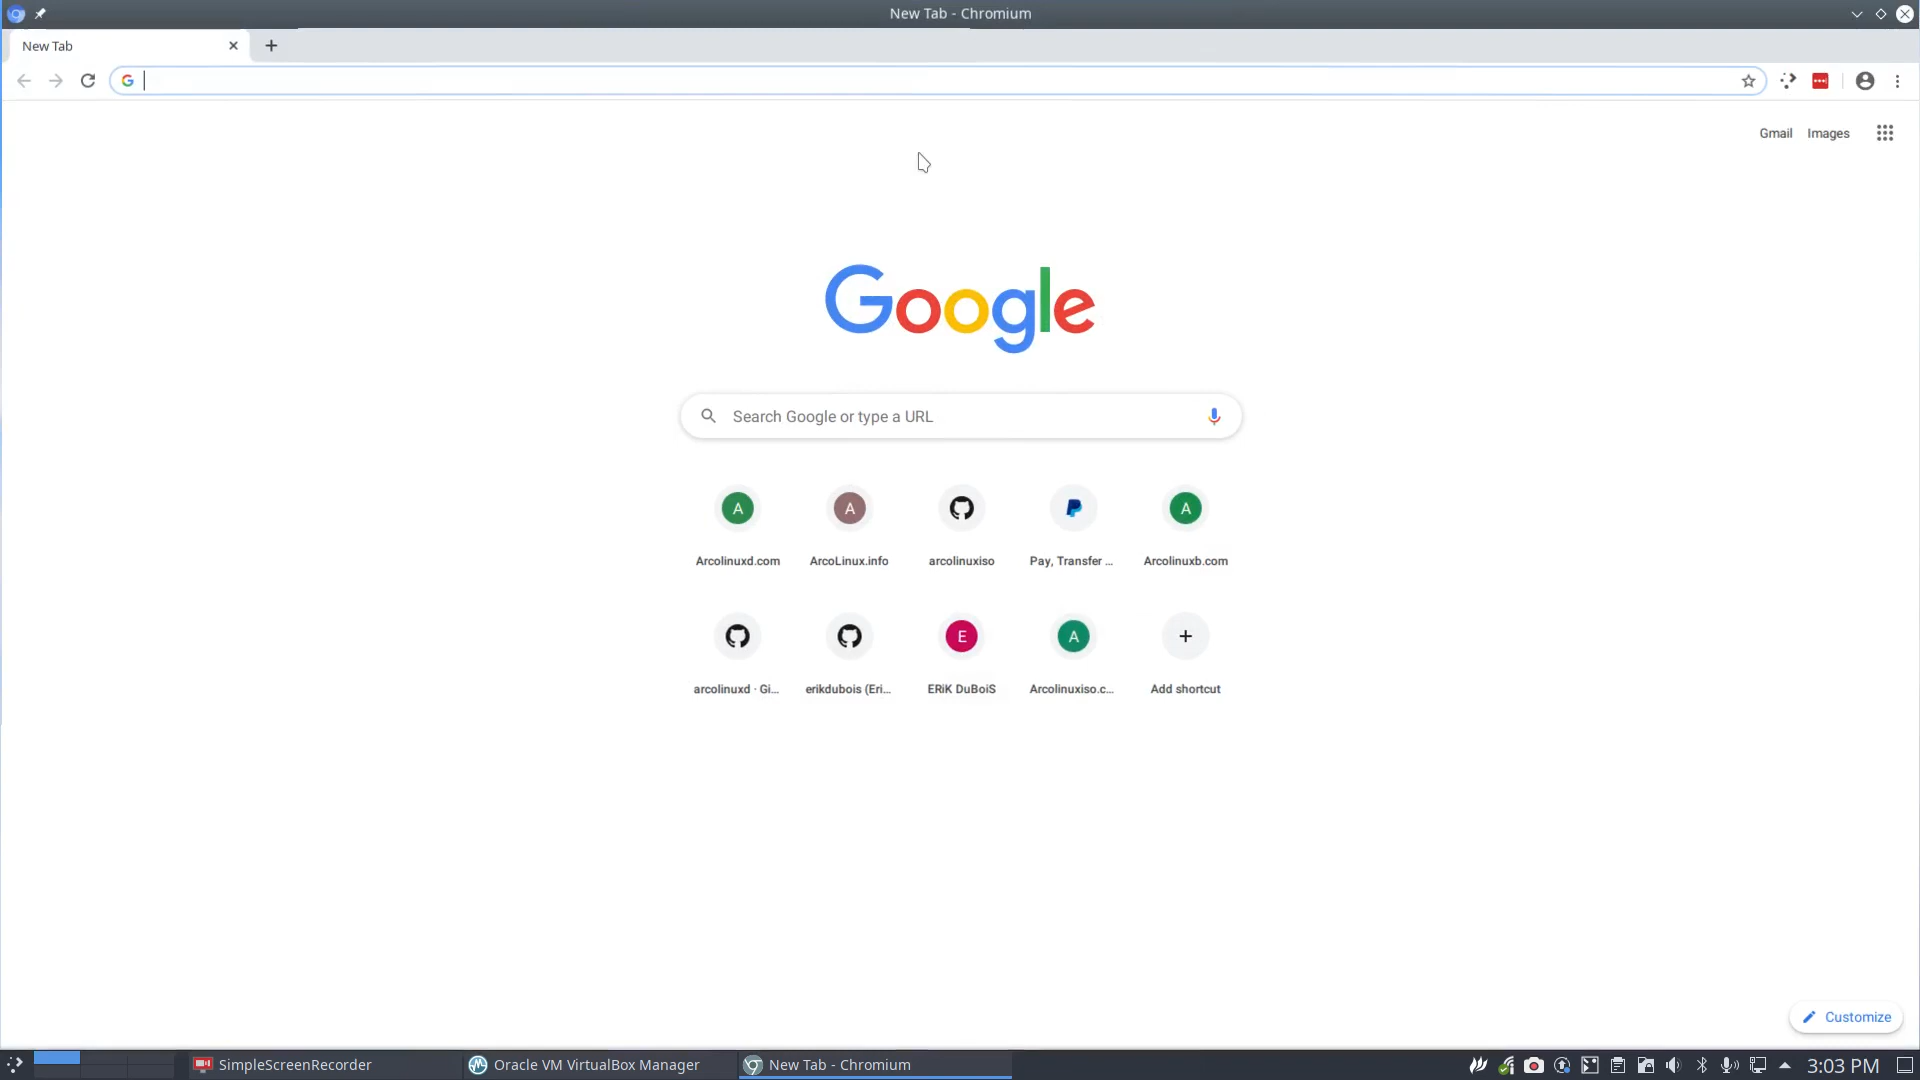 New Tab - Chromium
New Tab
Gmail Images
Google
Search Google or type a URL
A A A
Arcolinuxd.com ArcoLinux.info arcolinuxiso Pay, Transfer ... Arcolinuxb.com
E A
arcolinuxd · Gi... erikdubois (Eri... ERiK DuBoiS Arcolinuxiso.c... Add shortcut
Customize
SimpleScreenRecorder Oracle VM VirtualBox Manager New Tab - Chromium 3:03 PM